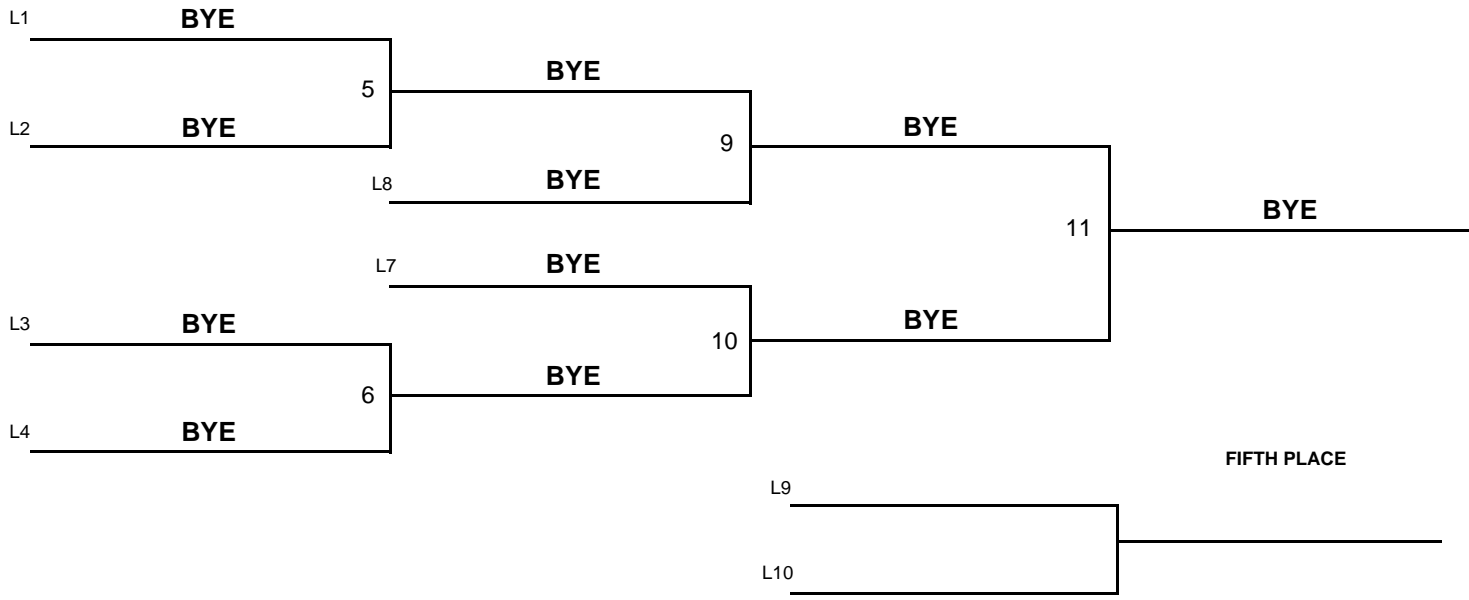 L1 BYE
5 BYE
L2 BYE
9 BYE
L8 BYE
11 BYE
L7 BYE
L3 BYE
10 BYE
6 BYE
L4 BYE
FIFTH PLACE
L9
L10